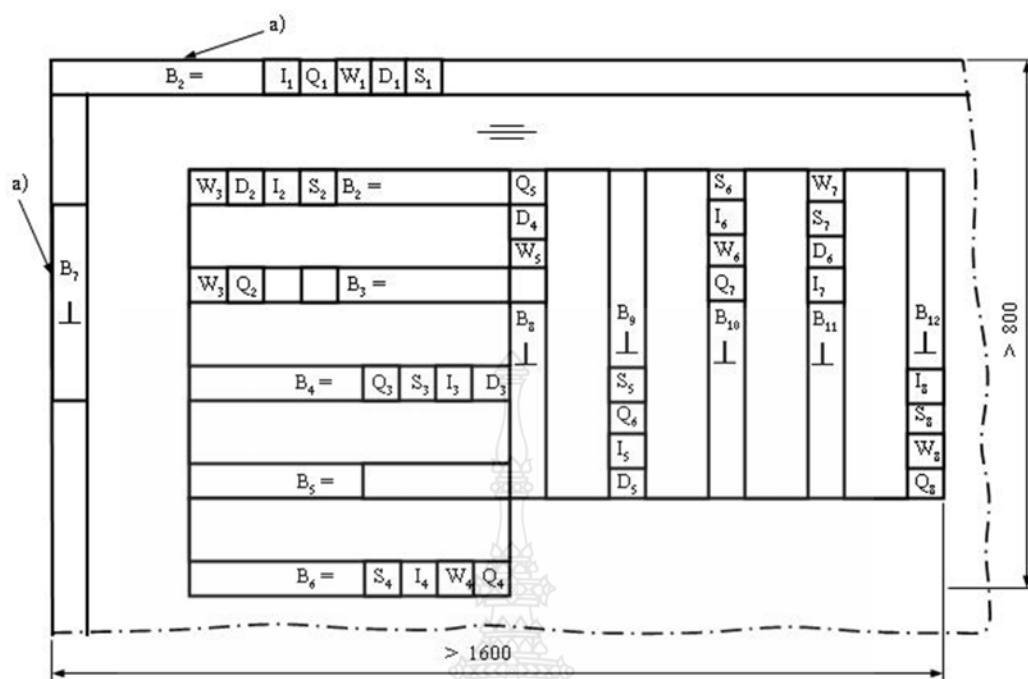 a)
B₂ = I₁ Q₁ W₁ D₁ S₁
a)
B₇
W₃ D₂ I₂ S₂ B₂ =
W₃ Q₂ B₃ =
B₄ = Q₃ S₃ I₃ D₃
B₅ =
B₆ = S₄ I₄ W₄ Q₄
Q₅
D₄
W₅
B₈
B₉
S₅
Q₆
I₅
D₅
S₆
I₆
W₆
Q₇
B₁₀
W₇
S₇
D₆
I₇
B₁₁
B₁₂
I₈
S₈
W₈
Q₈
< 800
> 1600